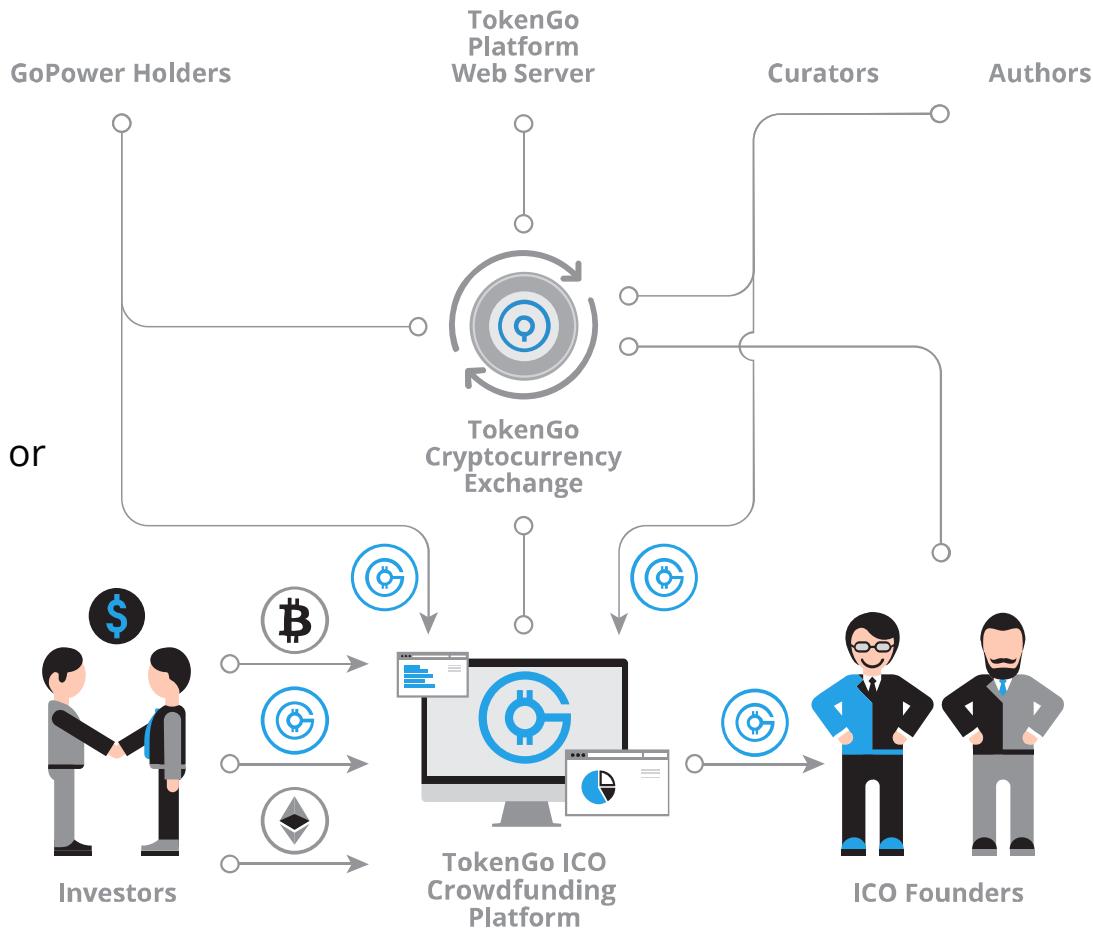 TokenGo
Platform
Web Server
GoPower Holders
Curators
Authors
TokenGo
Cryptocurrency
Exchange
or
$
Investors
TokenGo ICO
Crowdfunding
Platform
ICO Founders